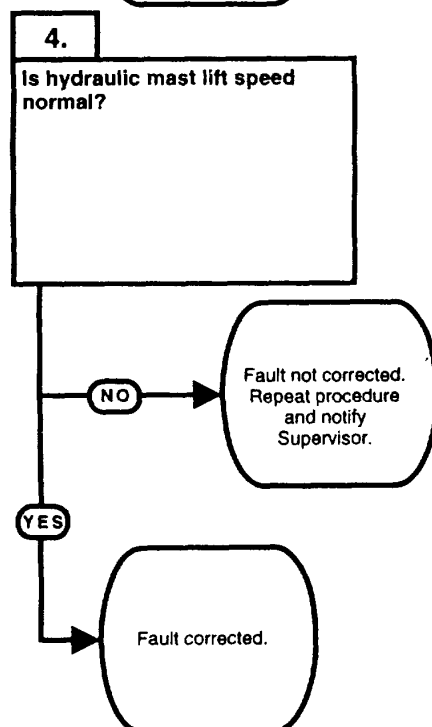 4.
Is hydraulic mast lift speed
normal?
NO
Fault not corrected.
Repeat procedure
and notify
Supervisor.
YES
Fault corrected.